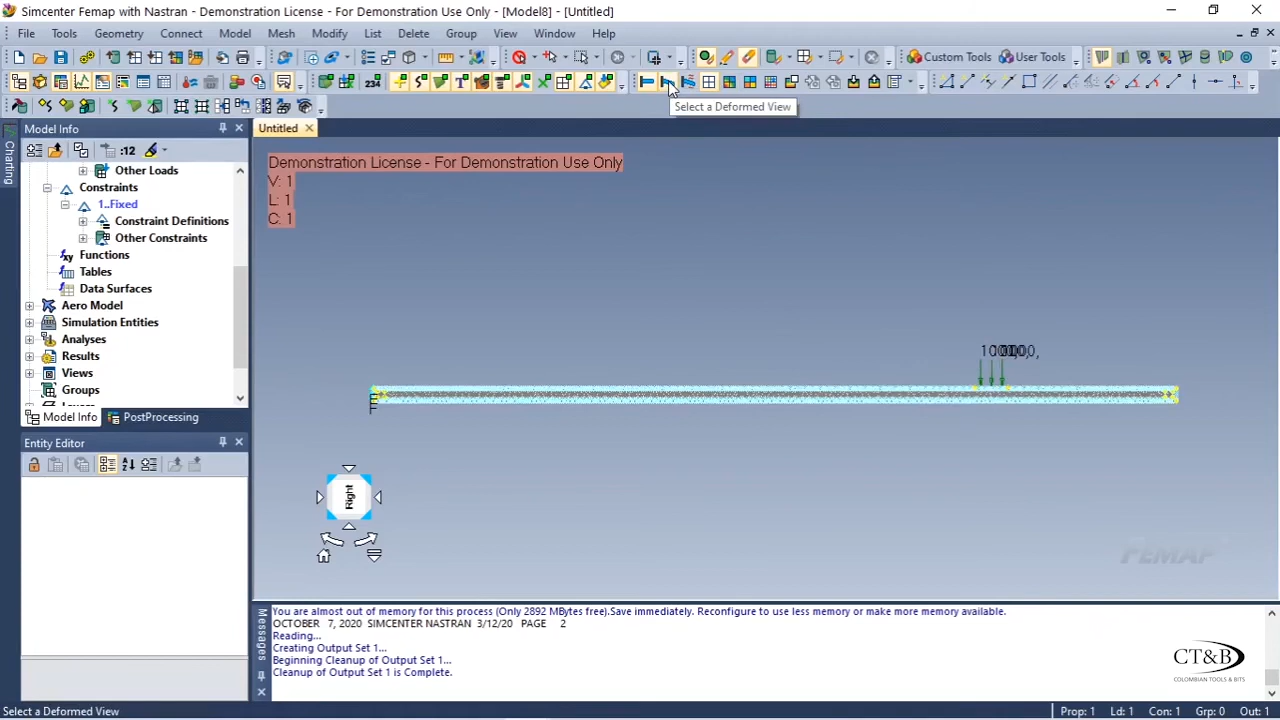 Simcenter Femap with Nastran - Demonstration License - For Demonstration Use Only - [Model8] - [Untitled]
File Tools Geometry Connect Model Mesh Modify List Delete Group View Window Help
Custom Tools User Tools
234
Select a Deformed View
Charting
Model Info
Untitled
:12
Demonstration License - For Demonstration Use Only
V: 1
L: 1
C: 1
Other Loads
Constraints
1..Fixed
Constraint Definitions
Other Constraints
Functions
Tables
Data Surfaces
Aero Model
Simulation Entities
Analyses
Results
Views
Groups
Model Info PostProcessing
F
Right
Entity Editor
FEMAP
Messages
You are almost out of memory for this process (Only 2892 MBytes free).Save immediately. Reconfigure to use less memory or make more memory available.
OCTOBER 7, 2020 SIMCENTER NASTRAN 3/12/20 PAGE 2
Reading...
Creating Output Set 1...
Beginning Cleanup of Output Set 1...
Cleanup of Output Set 1 is Complete.
CT&B
COLOMBIAN TOOLS & BITS
Select a Deformed View
Prop: 1 Ld: 1 Con: 1 Grp: 0 Out: 1